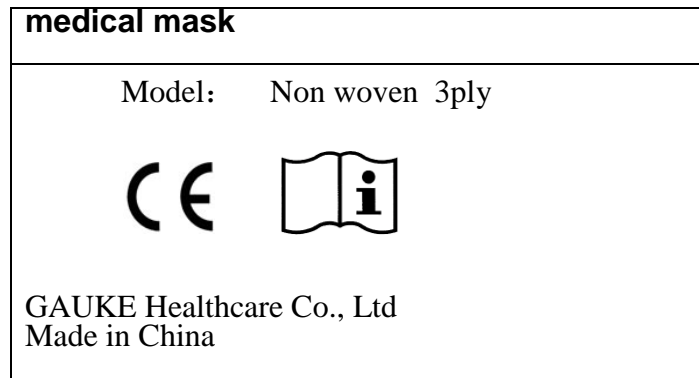 medical mask
Model： Non woven 3ply
CE i
GAUKE Healthcare Co., Ltd
Made in China